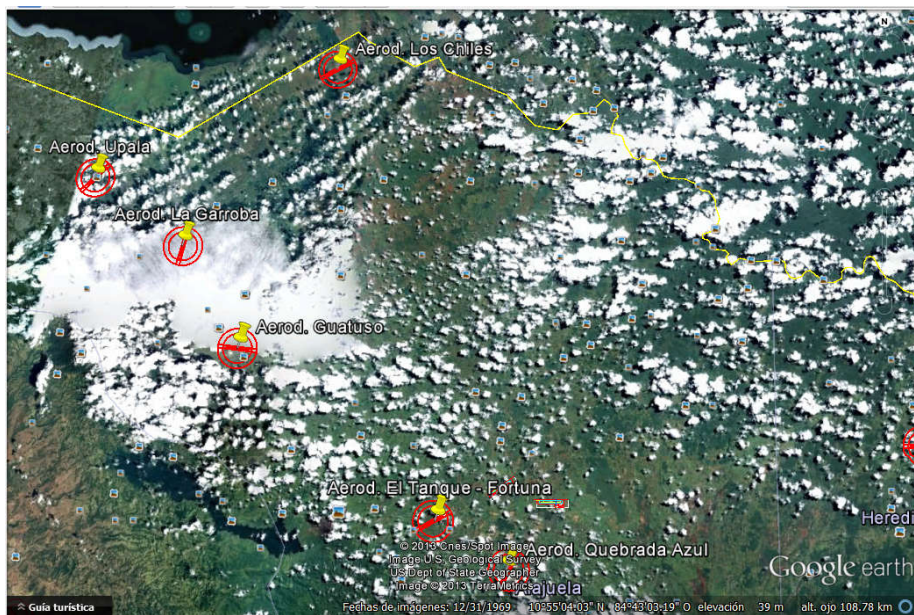 N
Aerod. Los Chiles
Aerod. Upala
Aerod. La Garroba
Aerod. Guatuso
Aerod. El Tanque - Fortuna
Heredi
© 2013 Cnes/Spot Image
Image U.S. Geological Survey
US Dept of State Geographer
Image © 2013 TerraMetrics
Aerod. Quebrada Azul
ajuela
Google earth
Guía turística
Fechas de imágenes: 12/31/1969 10°55'04.03" N 84°43'03.19" O elevación 39 m alt. ojo 108.78 km